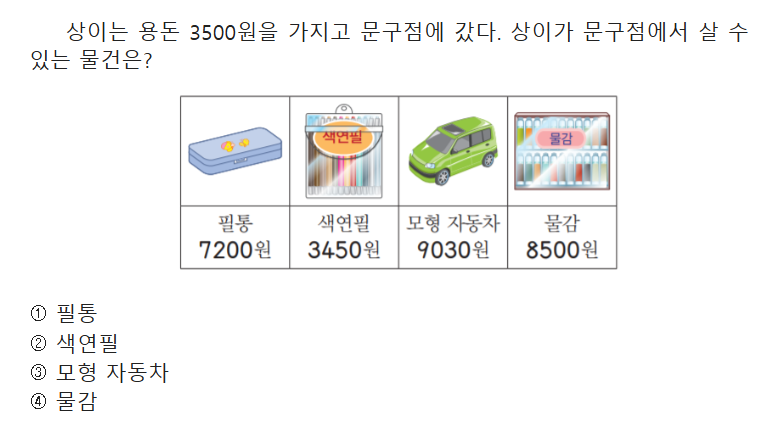 상이는 용돈 3500원을 가지고 문구점에 갔다. 상이가 문구점에서 살 수
있는 물건은?
색연필
물감
필통
색연필
모형 자동차
물감
7200원
3450원
9030원
8500원
① 필통
② 색연필
③ 모형 자동차
④ 물감